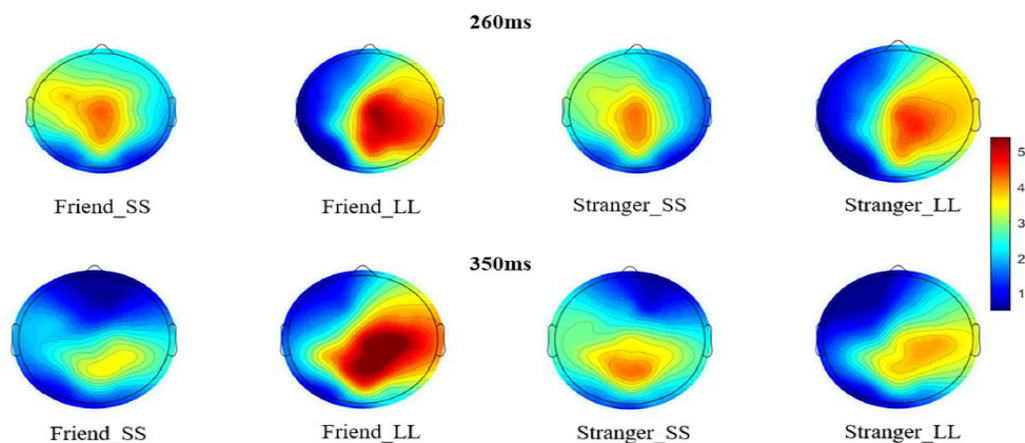 260ms
Friend_SS
Friend_LL
Stranger_SS
Stranger_LL
5
4
3
2
1
350ms
Friend_SS
Friend_LL
Stranger_SS
Stranger_LL